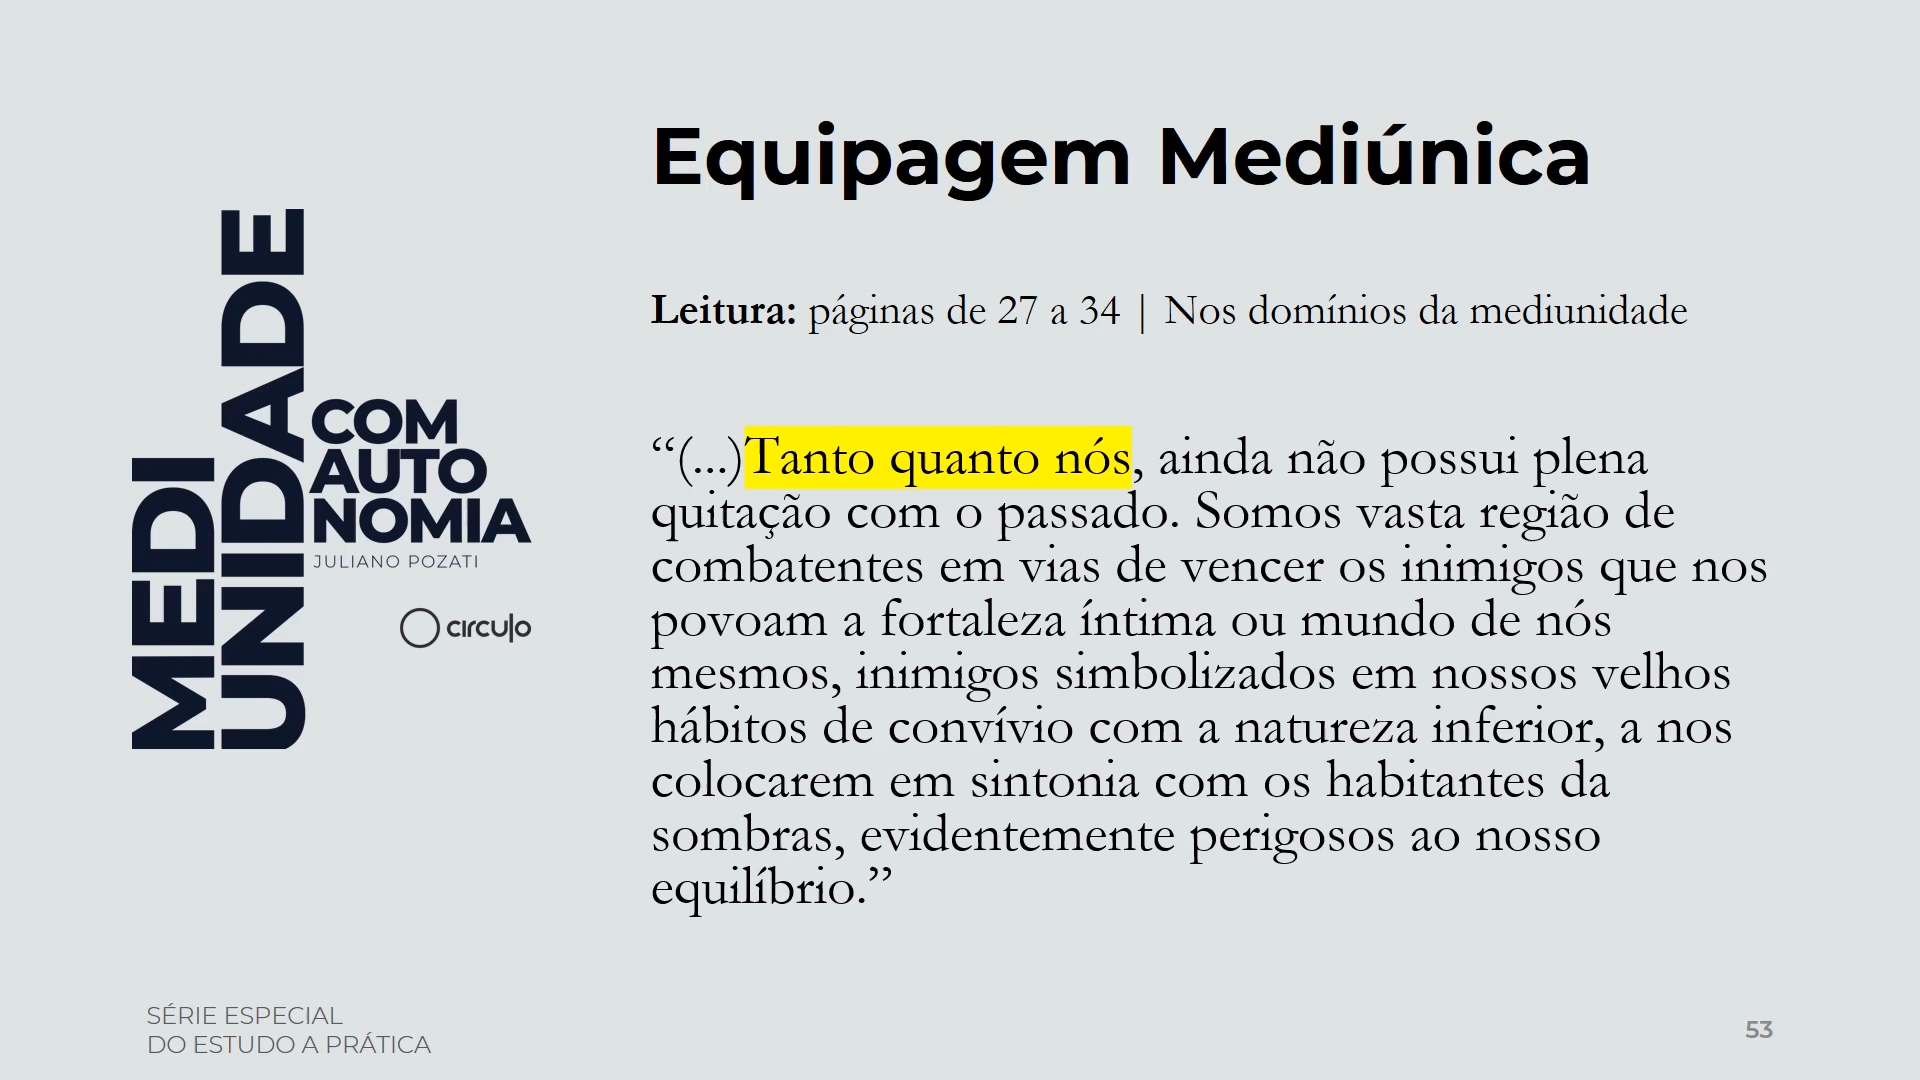 Equipagem Mediúnica
Leitura: páginas de 27 a 34 | Nos domínios da mediunidade
“(...)Tanto quanto nós, ainda não possui plena
quitação com o passado. Somos vasta região de
combatentes em vias de vencer os inimigos que nos
povoam a fortaleza íntima ou mundo de nós
mesmos, inimigos simbolizados em nossos velhos
hábitos de convívio com a natureza inferior, a nos
colocarem em sintonia com os habitantes da
sombras, evidentemente perigosos ao nosso
equilíbrio.”
MEDI
UNIDADE
COM
AUTO
NOMIA
JULIANO POZATI
circulo
SÉRIE ESPECIAL
DO ESTUDO A PRÁTICA
53